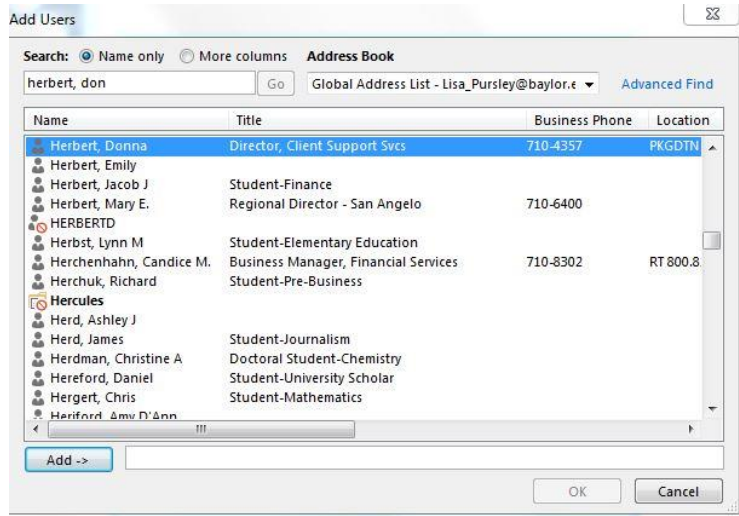 Add Users
Search: Name only More columns Address Book
herbert, don Go Global Address List - Lisa_Pursley@baylor.e Advanced Find
Name Title Business Phone Location
Herbert, Donna Director, Client Support Svcs 710-4357 PKGDTN
Herbert, Emily
Herbert, Jacob J Student-Finance
Herbert, Mary E. Regional Director - San Angelo 710-6400
HERBERTD
Herbst, Lynn M Student-Elementary Education
Herchenhahn, Candice M. Business Manager, Financial Services 710-8302 RT 800.8
Herchuk, Richard Student-Pre-Business
Hercules
Herd, Ashley J
Herd, James Student-Journalism
Herdman, Christine A Doctoral Student-Chemistry
Hereford, Daniel Student-University Scholar
Hergert, Chris Student-Mathematics
Heriford, Amy D'Ann
Add ->
OK Cancel